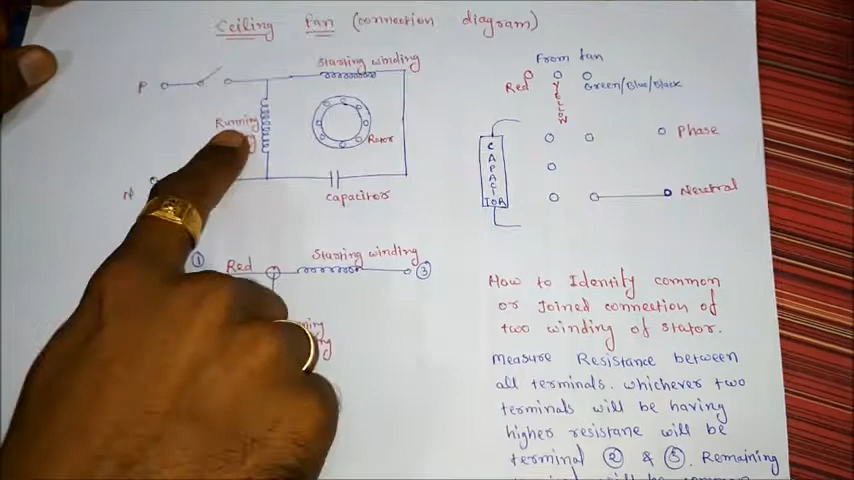 Ceiling Fan (connection diagram)
Starting winding
P
Running
Rotor
N
Capacitor
① Red Starting winding ③
From fan
Red Yellow Green/Blue/Black
CAPACITOR
Phase
Neutral
How to Identify common
or Joined connection of
two winding of stator.
Measure Resistance between
all terminals. whichever two
terminals will be having
higher resistance will be
terminal ② & ③. Remaining